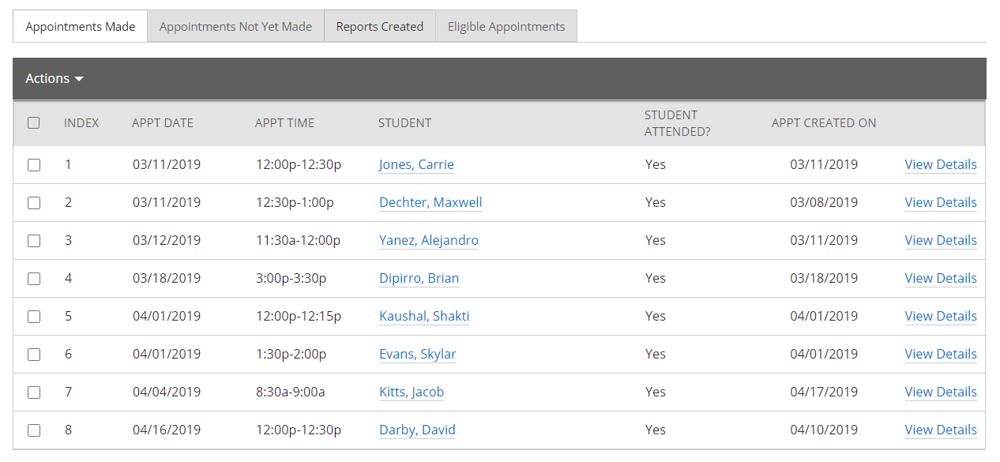 Appointments Made Appointments Not Yet Made Reports Created Eligible Appointments
Actions
INDEX APPT DATE APPT TIME STUDENT STUDENT ATTENDED? APPT CREATED ON
1 03/11/2019 12:00p-12:30p Jones, Carrie Yes 03/11/2019 View Details
2 03/11/2019 12:30p-1:00p Dechter, Maxwell Yes 03/08/2019 View Details
3 03/12/2019 11:30a-12:00p Yanez, Alejandro Yes 03/11/2019 View Details
4 03/18/2019 3:00p-3:30p Dipirro, Brian Yes 03/18/2019 View Details
5 04/01/2019 12:00p-12:15p Kaushal, Shakti Yes 04/01/2019 View Details
6 04/01/2019 1:30p-2:00p Evans, Skylar Yes 04/01/2019 View Details
7 04/04/2019 8:30a-9:00a Kitts, Jacob Yes 04/17/2019 View Details
8 04/16/2019 12:00p-12:30p Darby, David Yes 04/10/2019 View Details